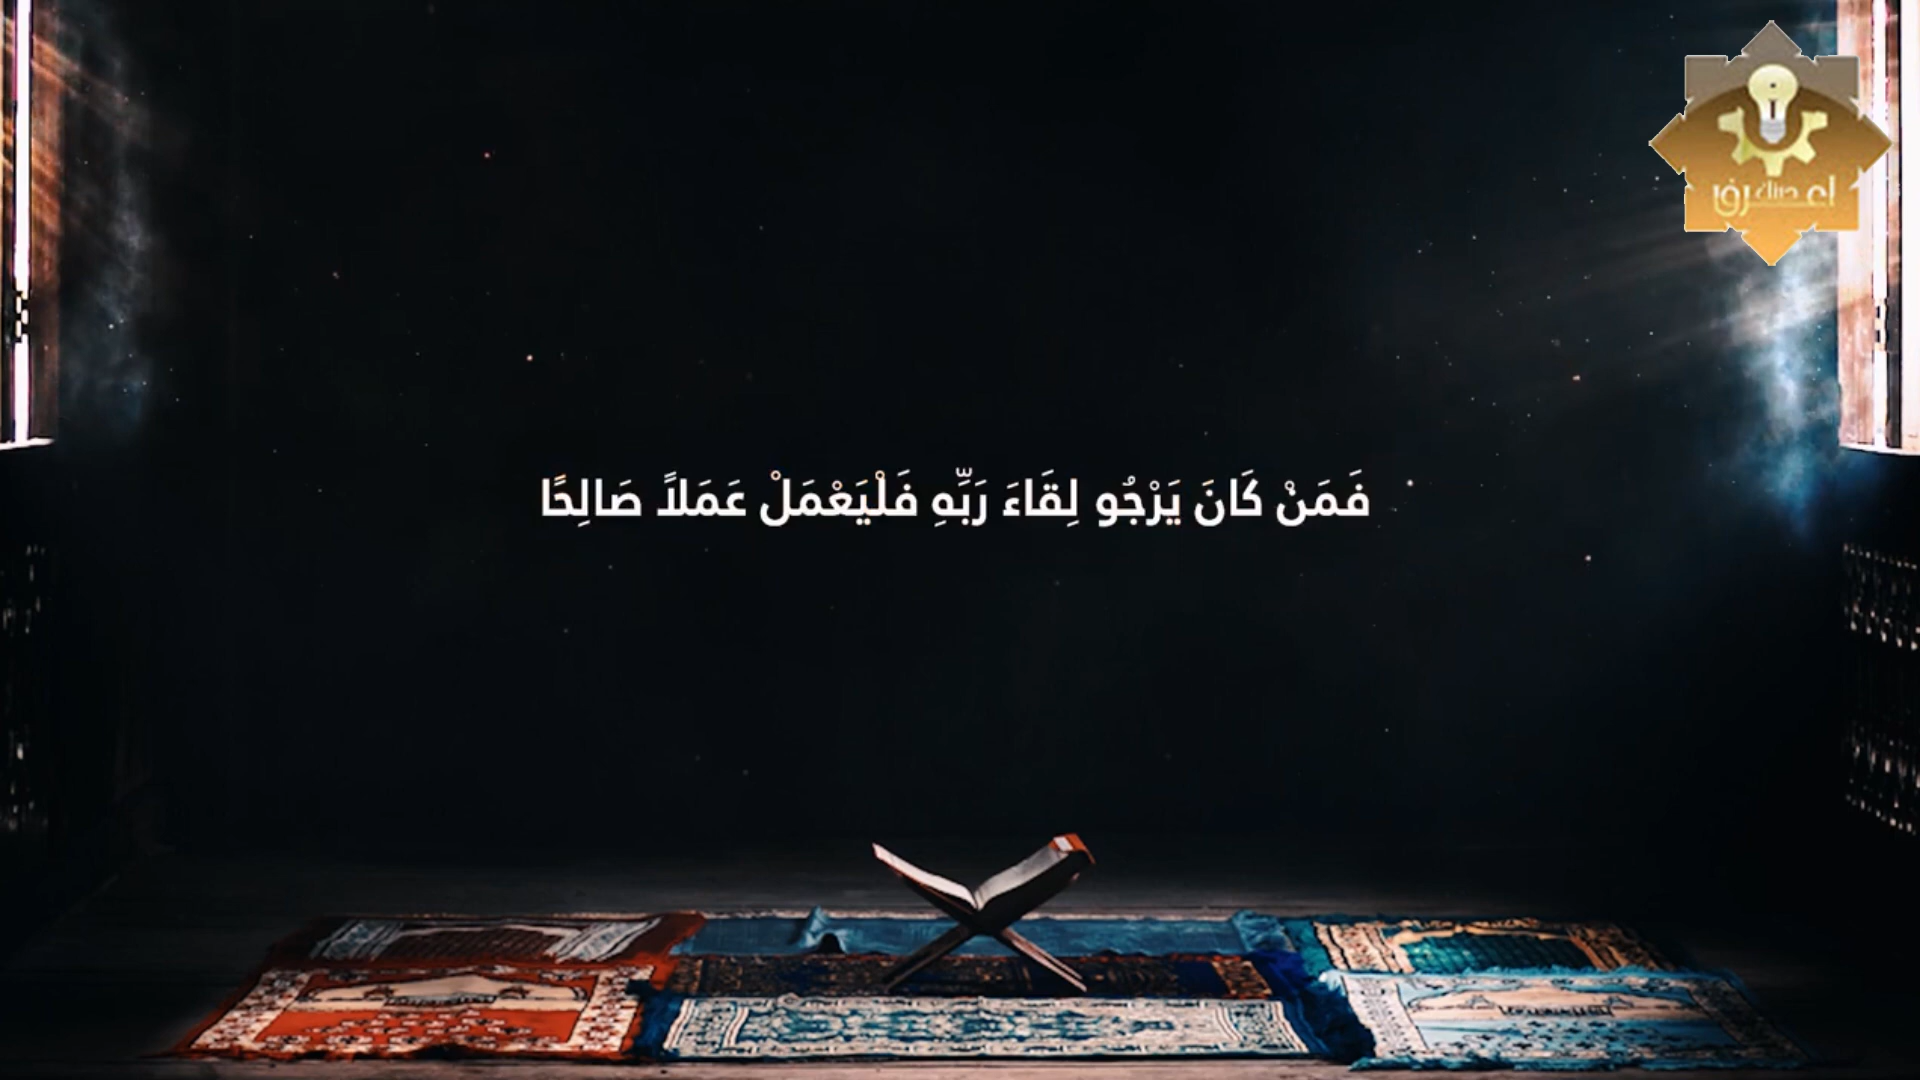 فَمَنْ كَانَ يَرْجُو لِقَاءَ رَبِّهِ فَلْيَعْمَلْ عَمَلاً صَالِحًا